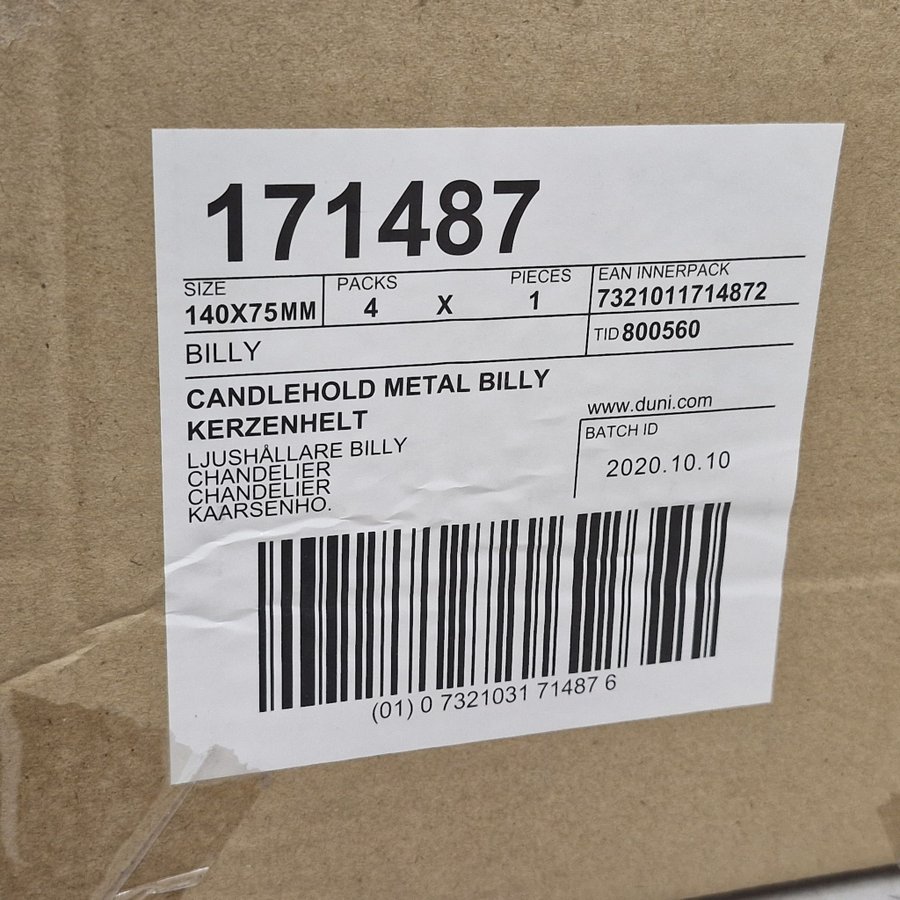 171487
SIZE PACKS PIECES EAN INNERPACK
140X75MM 4 X 1 7321011714872
BILLY TID 800560
CANDLEHOLD METAL BILLY
KERZENHELT
www.duni.com
LJUSHÅLLARE BILLY
CHANDELIER
CHANDELIER
KAARSENHO.
BATCH ID
2020.10.10
(01) 0 7321031 71487 6